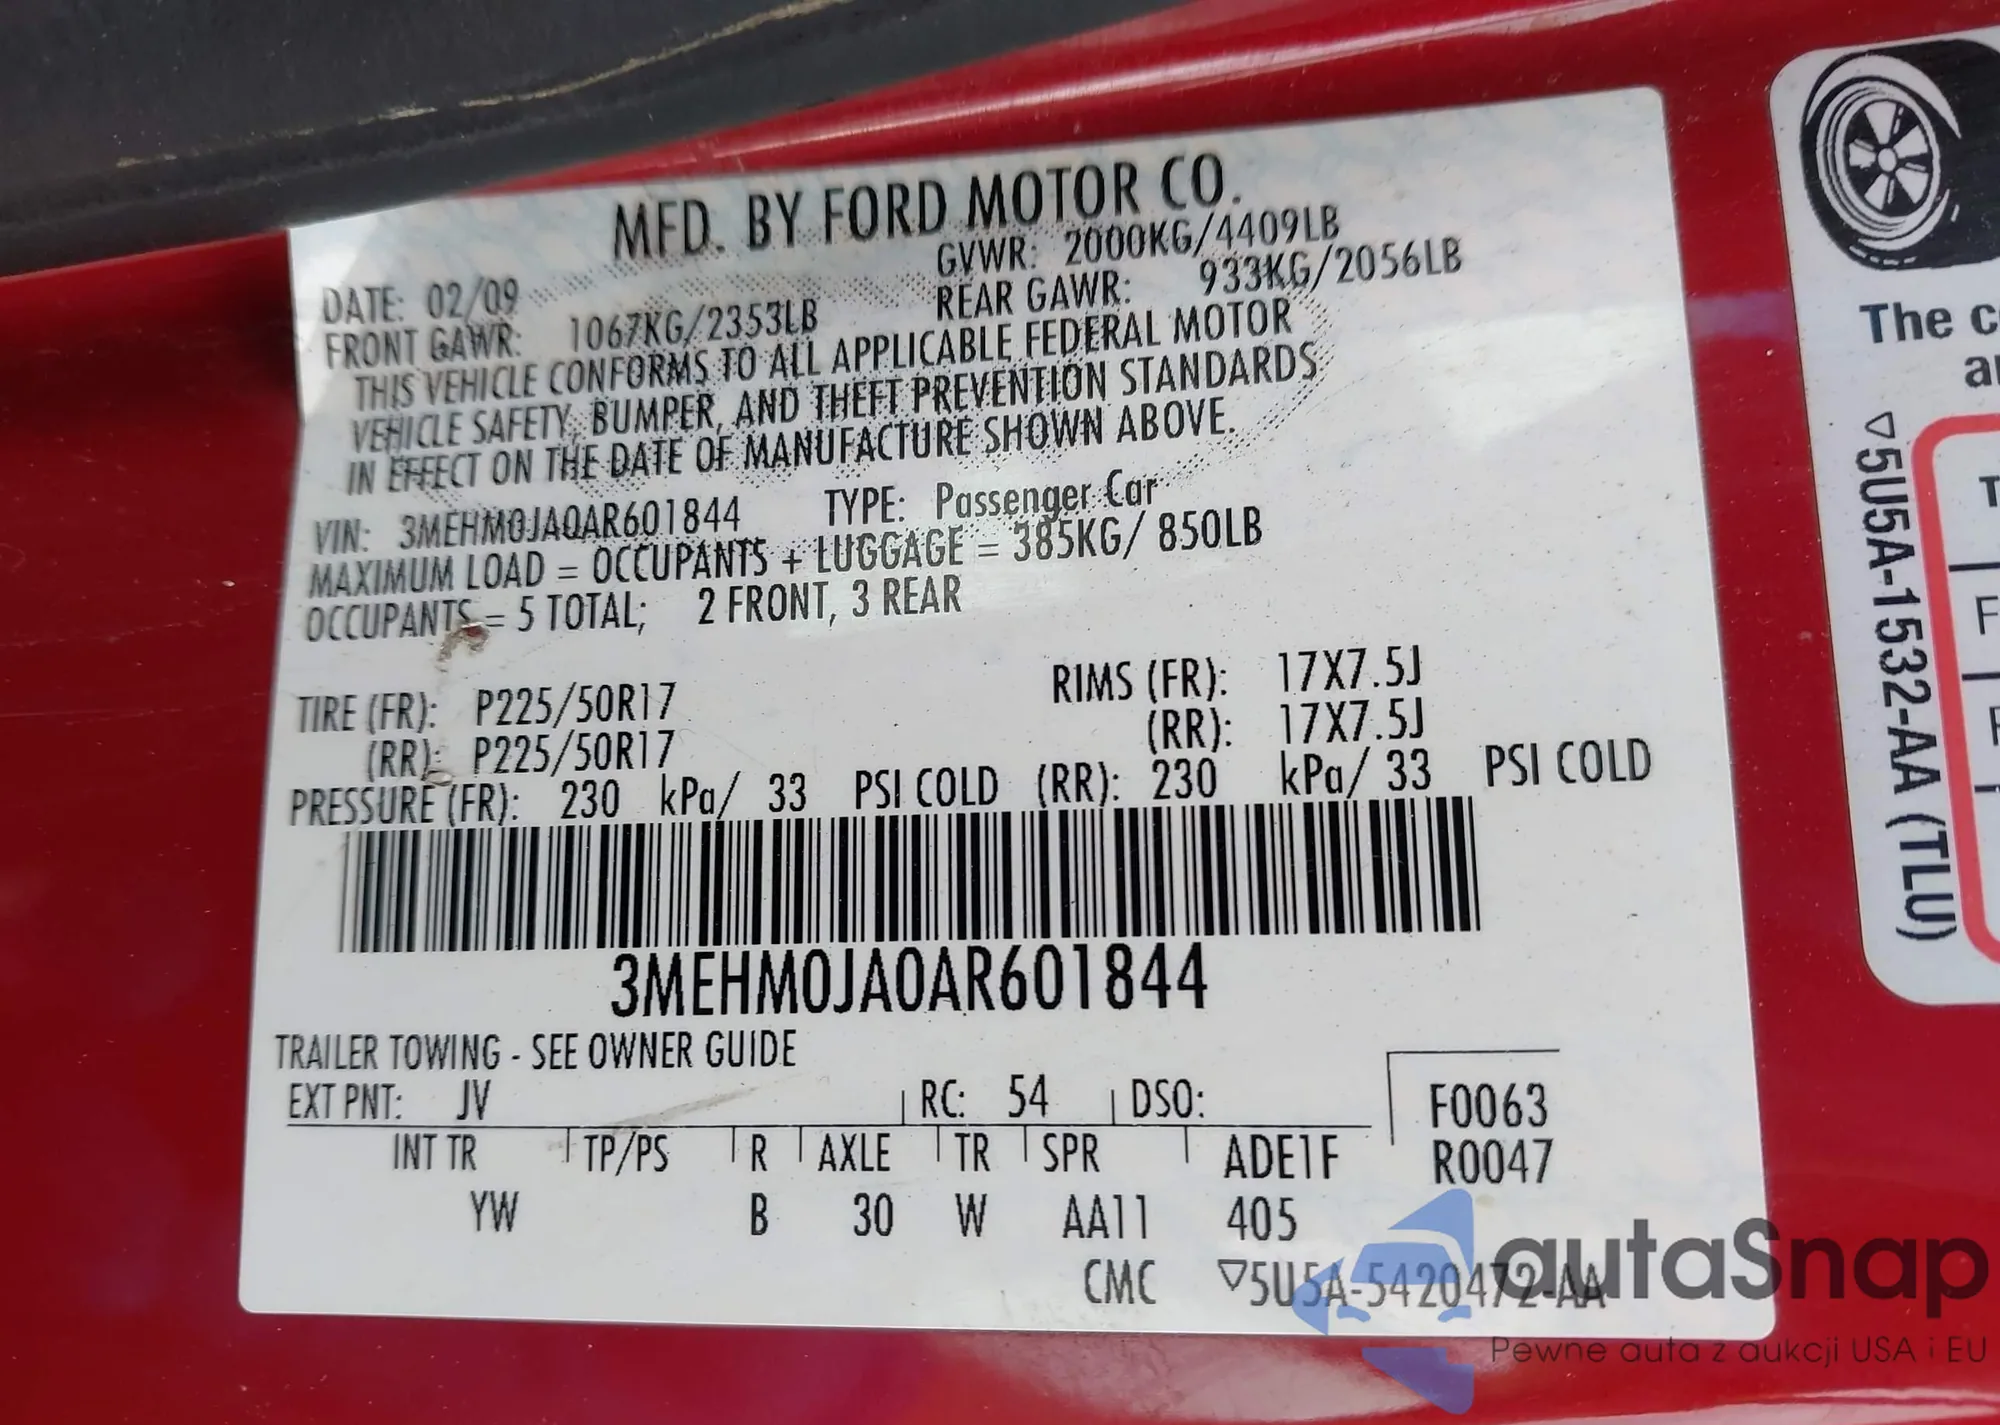 MFD. BY FORD MOTOR CO.
DATE: 02/09 GVWR: 2000KG/4409LB
FRONT GAWR: 1067KG/2353LB REAR GAWR: 933KG/2056LB
THIS VEHICLE CONFORMS TO ALL APPLICABLE FEDERAL MOTOR
VEHICLE SAFETY, BUMPER, AND THEFT PREVENTION STANDARDS
IN EFFECT ON THE DATE OF MANUFACTURE SHOWN ABOVE.
VIN: 3MEHM0JA0AR601844 TYPE: Passenger Car
MAXIMUM LOAD = OCCUPANTS + LUGGAGE = 385KG/ 850LB
OCCUPANTS = 5 TOTAL; 2 FRONT, 3 REAR
TIRE (FR): P225/50R17 RIMS (FR): 17X7.5J
(RR): P225/50R17 (RR): 17X7.5J
PRESSURE (FR): 230 kPa/ 33 PSI COLD (RR): 230 kPa/ 33 PSI COLD
3MEHM0JA0AR601844
TRAILER TOWING - SEE OWNER GUIDE
EXT PNT: JV RC: 54 DSO: F0063
INT TR TP/PS R AXLE TR SPR ADE1F R0047
YW B 30 W AA11 405
CMC ▽5U5A-5420472-AA
The
▽5U5A-1532-AA (TLU)
autaSnap
Pewne auta z aukcji USA i EU